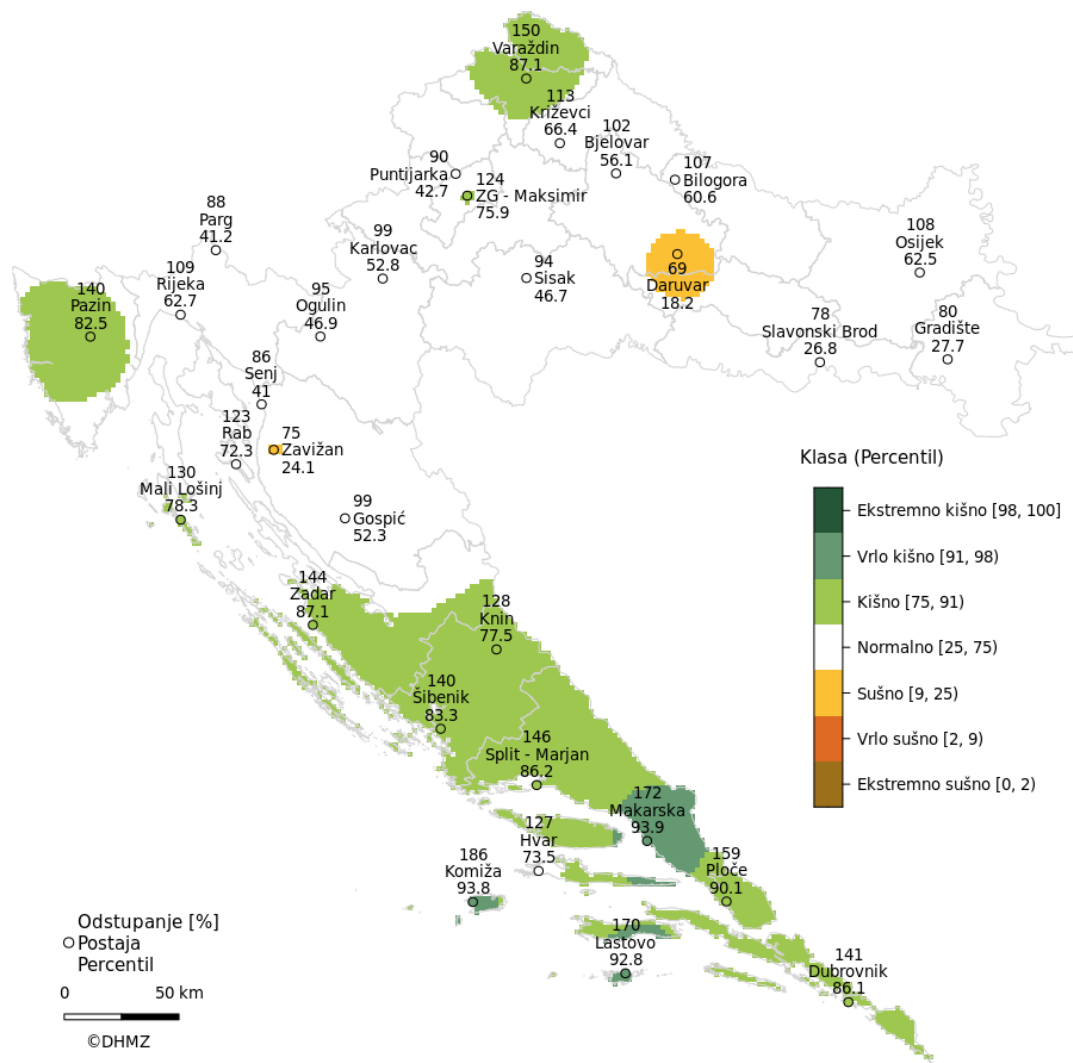 150
Varaždin
87.1
113
Križevci
66.4
102
Bjelovar
56.1
90
Puntijarka
42.7
124
ZG - Maksimir
75.9
107
Bilogora
60.6
88
Parg
41.2
99
Karlovac
52.8
108
Osijek
62.5
109
Rijeka
62.7
140
Pazin
82.5
95
Ogulin
46.9
94
Sisak
46.7
69
Daruvar
18.2
78
Slavonski Brod
26.8
80
Gradište
27.7
86
Senj
41
123
Rab
72.3
75
Zavižan
24.1
130
Mali Lošinj
78.3
99
Gospić
52.3
Klasa (Percentil)
Ekstremno kišno [98, 100]
Vrlo kišno [91, 98)
Kišno [75, 91)
Normalno [25, 75)
Sušno [9, 25)
Vrlo sušno [2, 9)
Ekstremno sušno [0, 2)
144
Zadar
87.1
128
Knin
77.5
140
Šibenik
83.3
146
Split - Marjan
86.2
172
Makarska
93.9
127
Hvar
73.5
186
Komiža
93.8
159
Ploče
90.1
170
Lastovo
92.8
141
Dubrovnik
86.1
Odstupanje [%]
Postaja
Percentil
0 50 km
©DHMZ